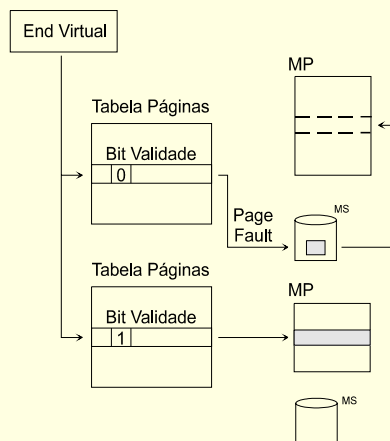 End Virtual
MP
Tabela Páginas
Bit Validade
0
Page
Fault
MS
Tabela Páginas
MP
Bit Validade
1
MS